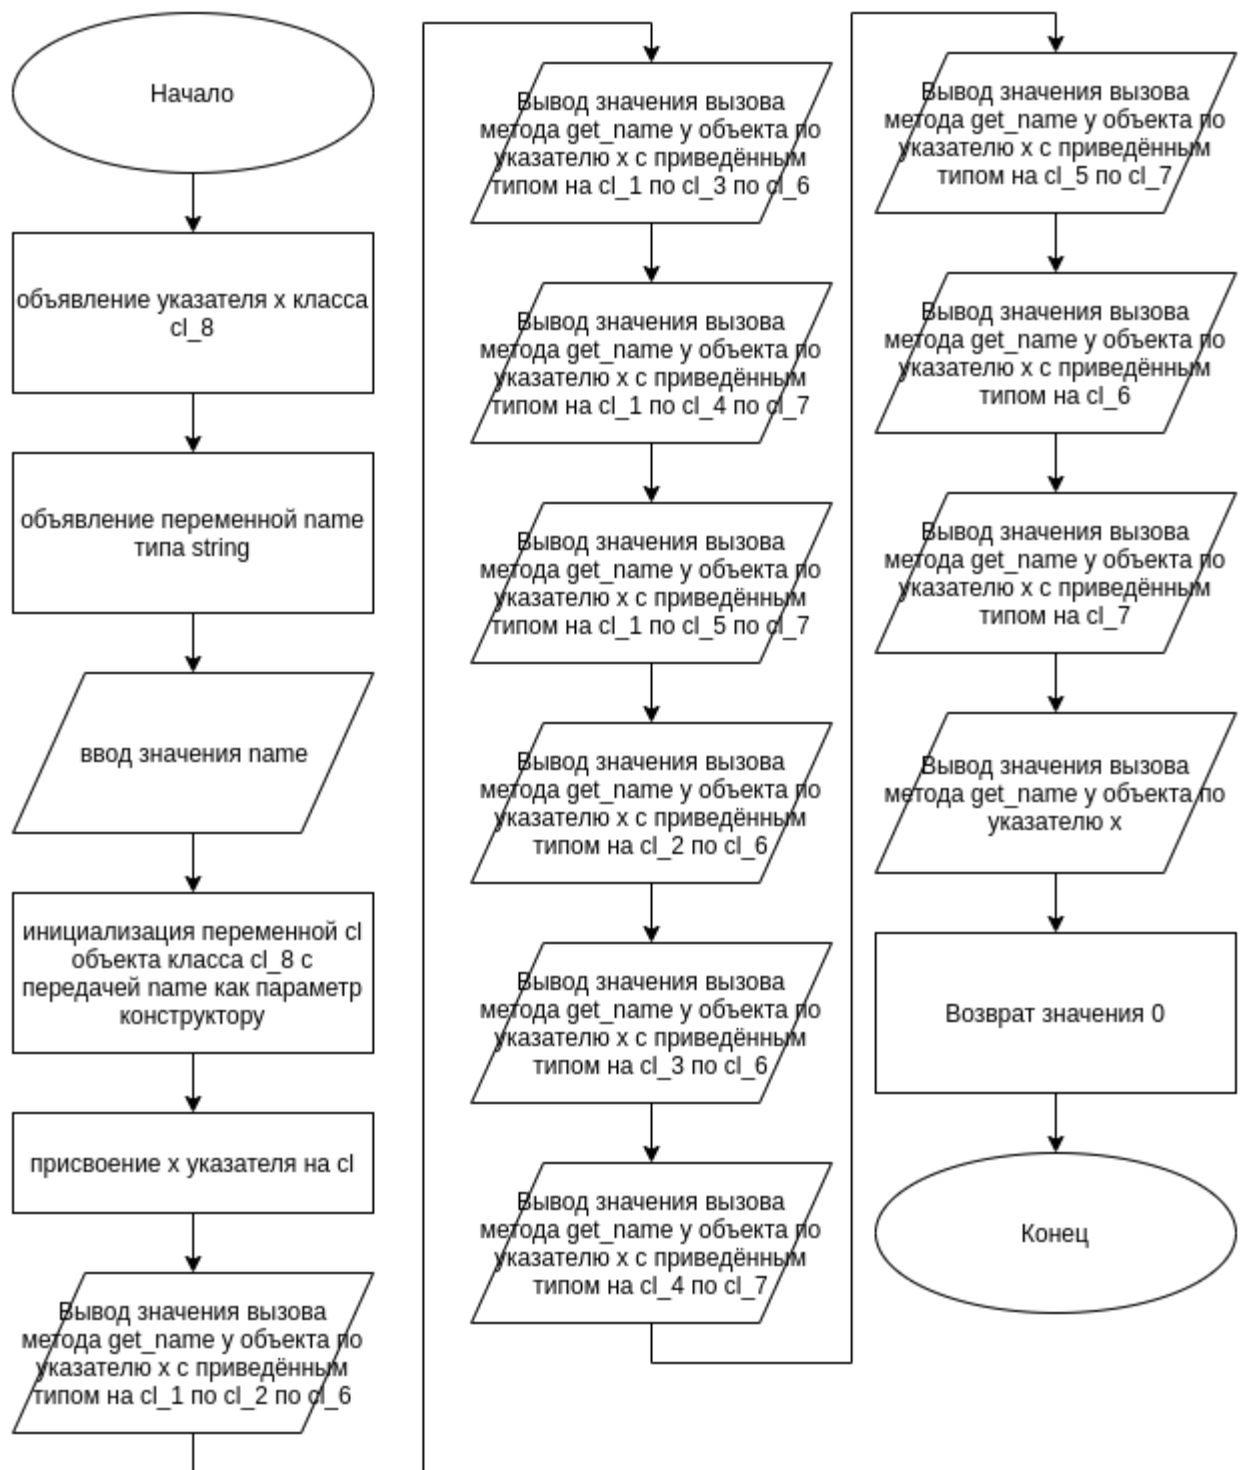 Начало
объявление указателя x класса
cl_8
объявление переменной name
типа string
ввод значения name
инициализация переменной cl
объекта класса cl_8 с
передачей name как параметр
конструктору
присвоение x указателя на cl
Вывод значения вызова
метода get_name у объекта по
указателю x с приведённым
типом на cl_1 по cl_2 по cl_6
Вывод значения вызова
метода get_name у объекта по
указателю x с приведённым
типом на cl_1 по cl_3 по cl_6
Вывод значения вызова
метода get_name у объекта по
указателю x с приведённым
типом на cl_1 по cl_4 по cl_7
Вывод значения вызова
метода get_name у объекта по
указателю x с приведённым
типом на cl_1 по cl_5 по cl_7
Вывод значения вызова
метода get_name у объекта по
указателю x с приведённым
типом на cl_2 по cl_6
Вывод значения вызова
метода get_name у объекта по
указателю x с приведённым
типом на cl_3 по cl_6
Вывод значения вызова
метода get_name у объекта по
указателю x с приведённым
типом на cl_4 по cl_7
Вывод значения вызова
метода get_name у объекта по
указателю x с приведённым
типом на cl_5 по cl_7
Вывод значения вызова
метода get_name у объекта по
указателю x с приведённым
типом на cl_6
Вывод значения вызова
метода get_name у объекта по
указателю x с приведённым
типом на cl_7
Вывод значения вызова
метода get_name у объекта по
указателю x
Возврат значения 0
Конец